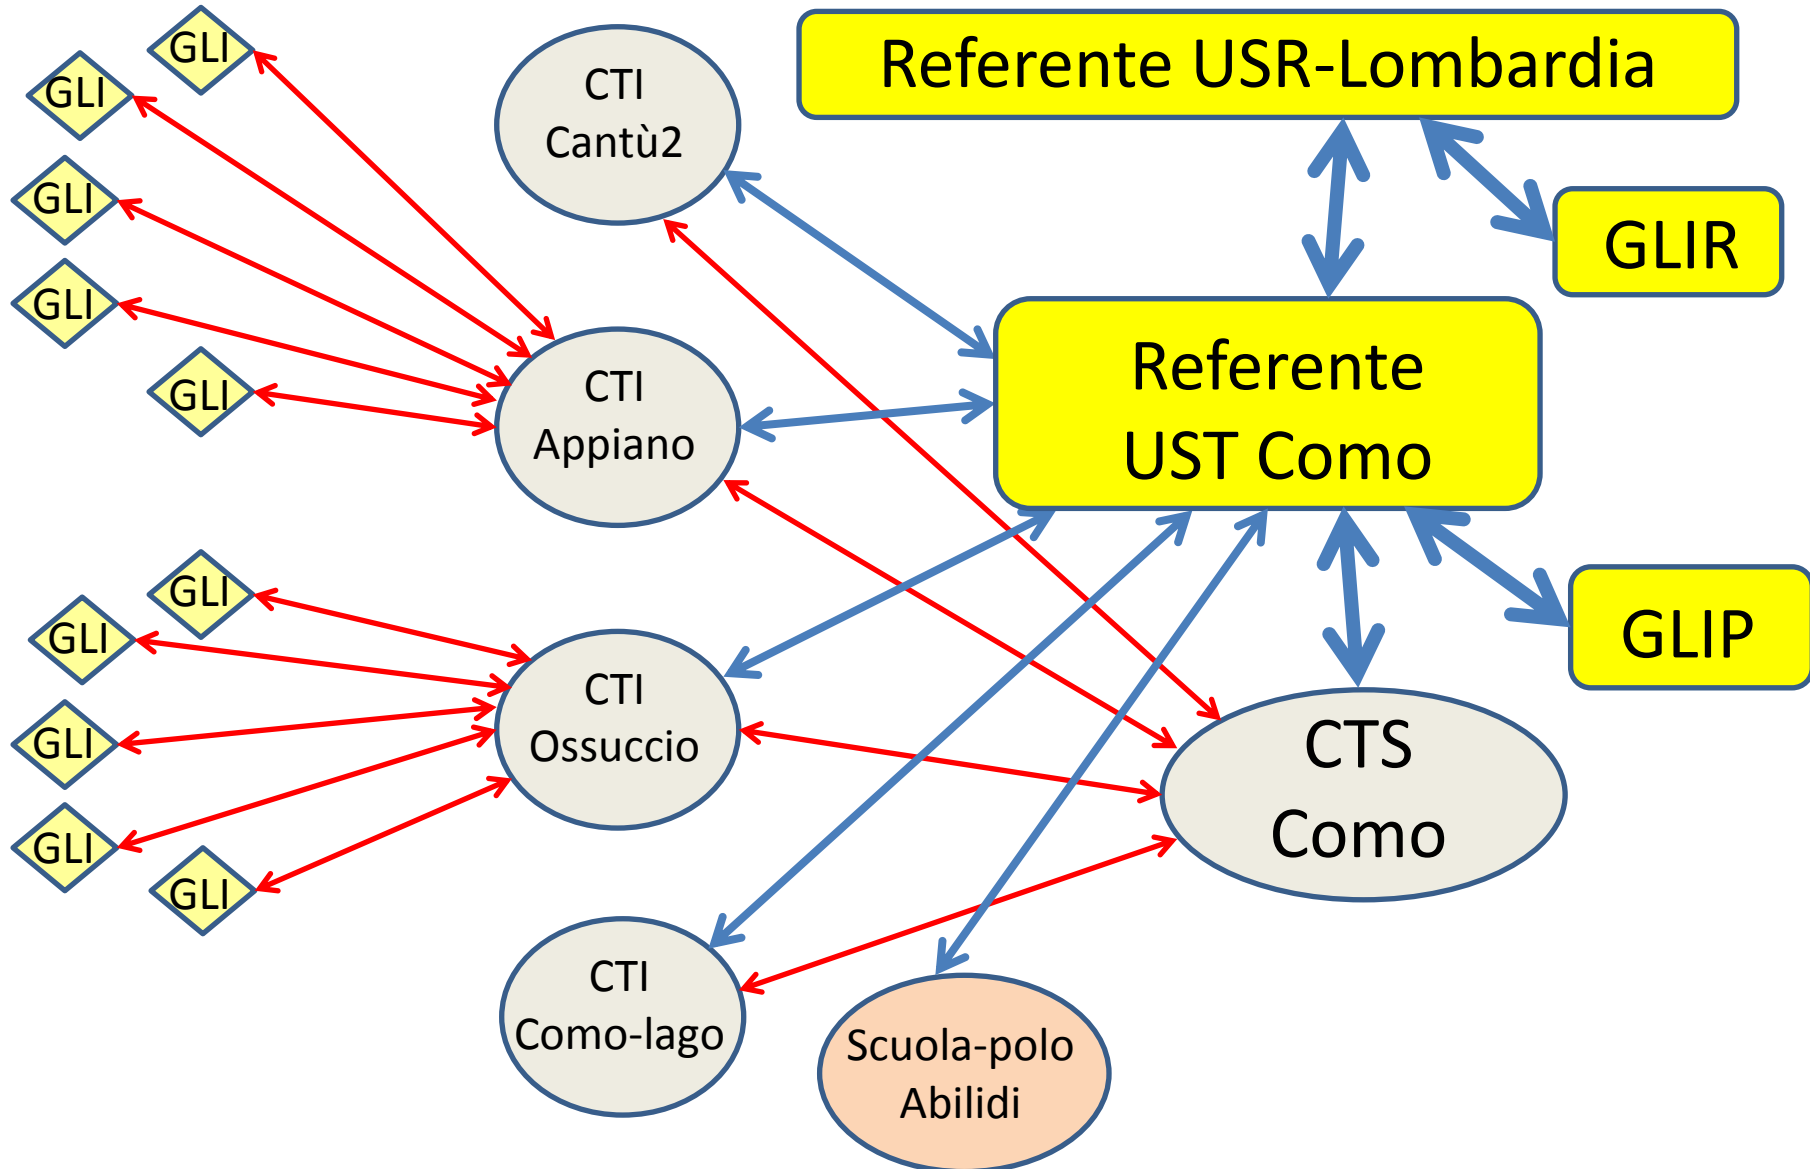 GLI
GLI
GLI
GLI
GLI
CTI
Cantù2
Referente USR-Lombardia
GLIR
CTI
Appiano
Referente
UST Como
GLI
GLI
GLI
GLI
GLI
CTI
Ossuccio
GLIP
CTS
Como
CTI
Como-lago
Scuola-polo
Abilidi